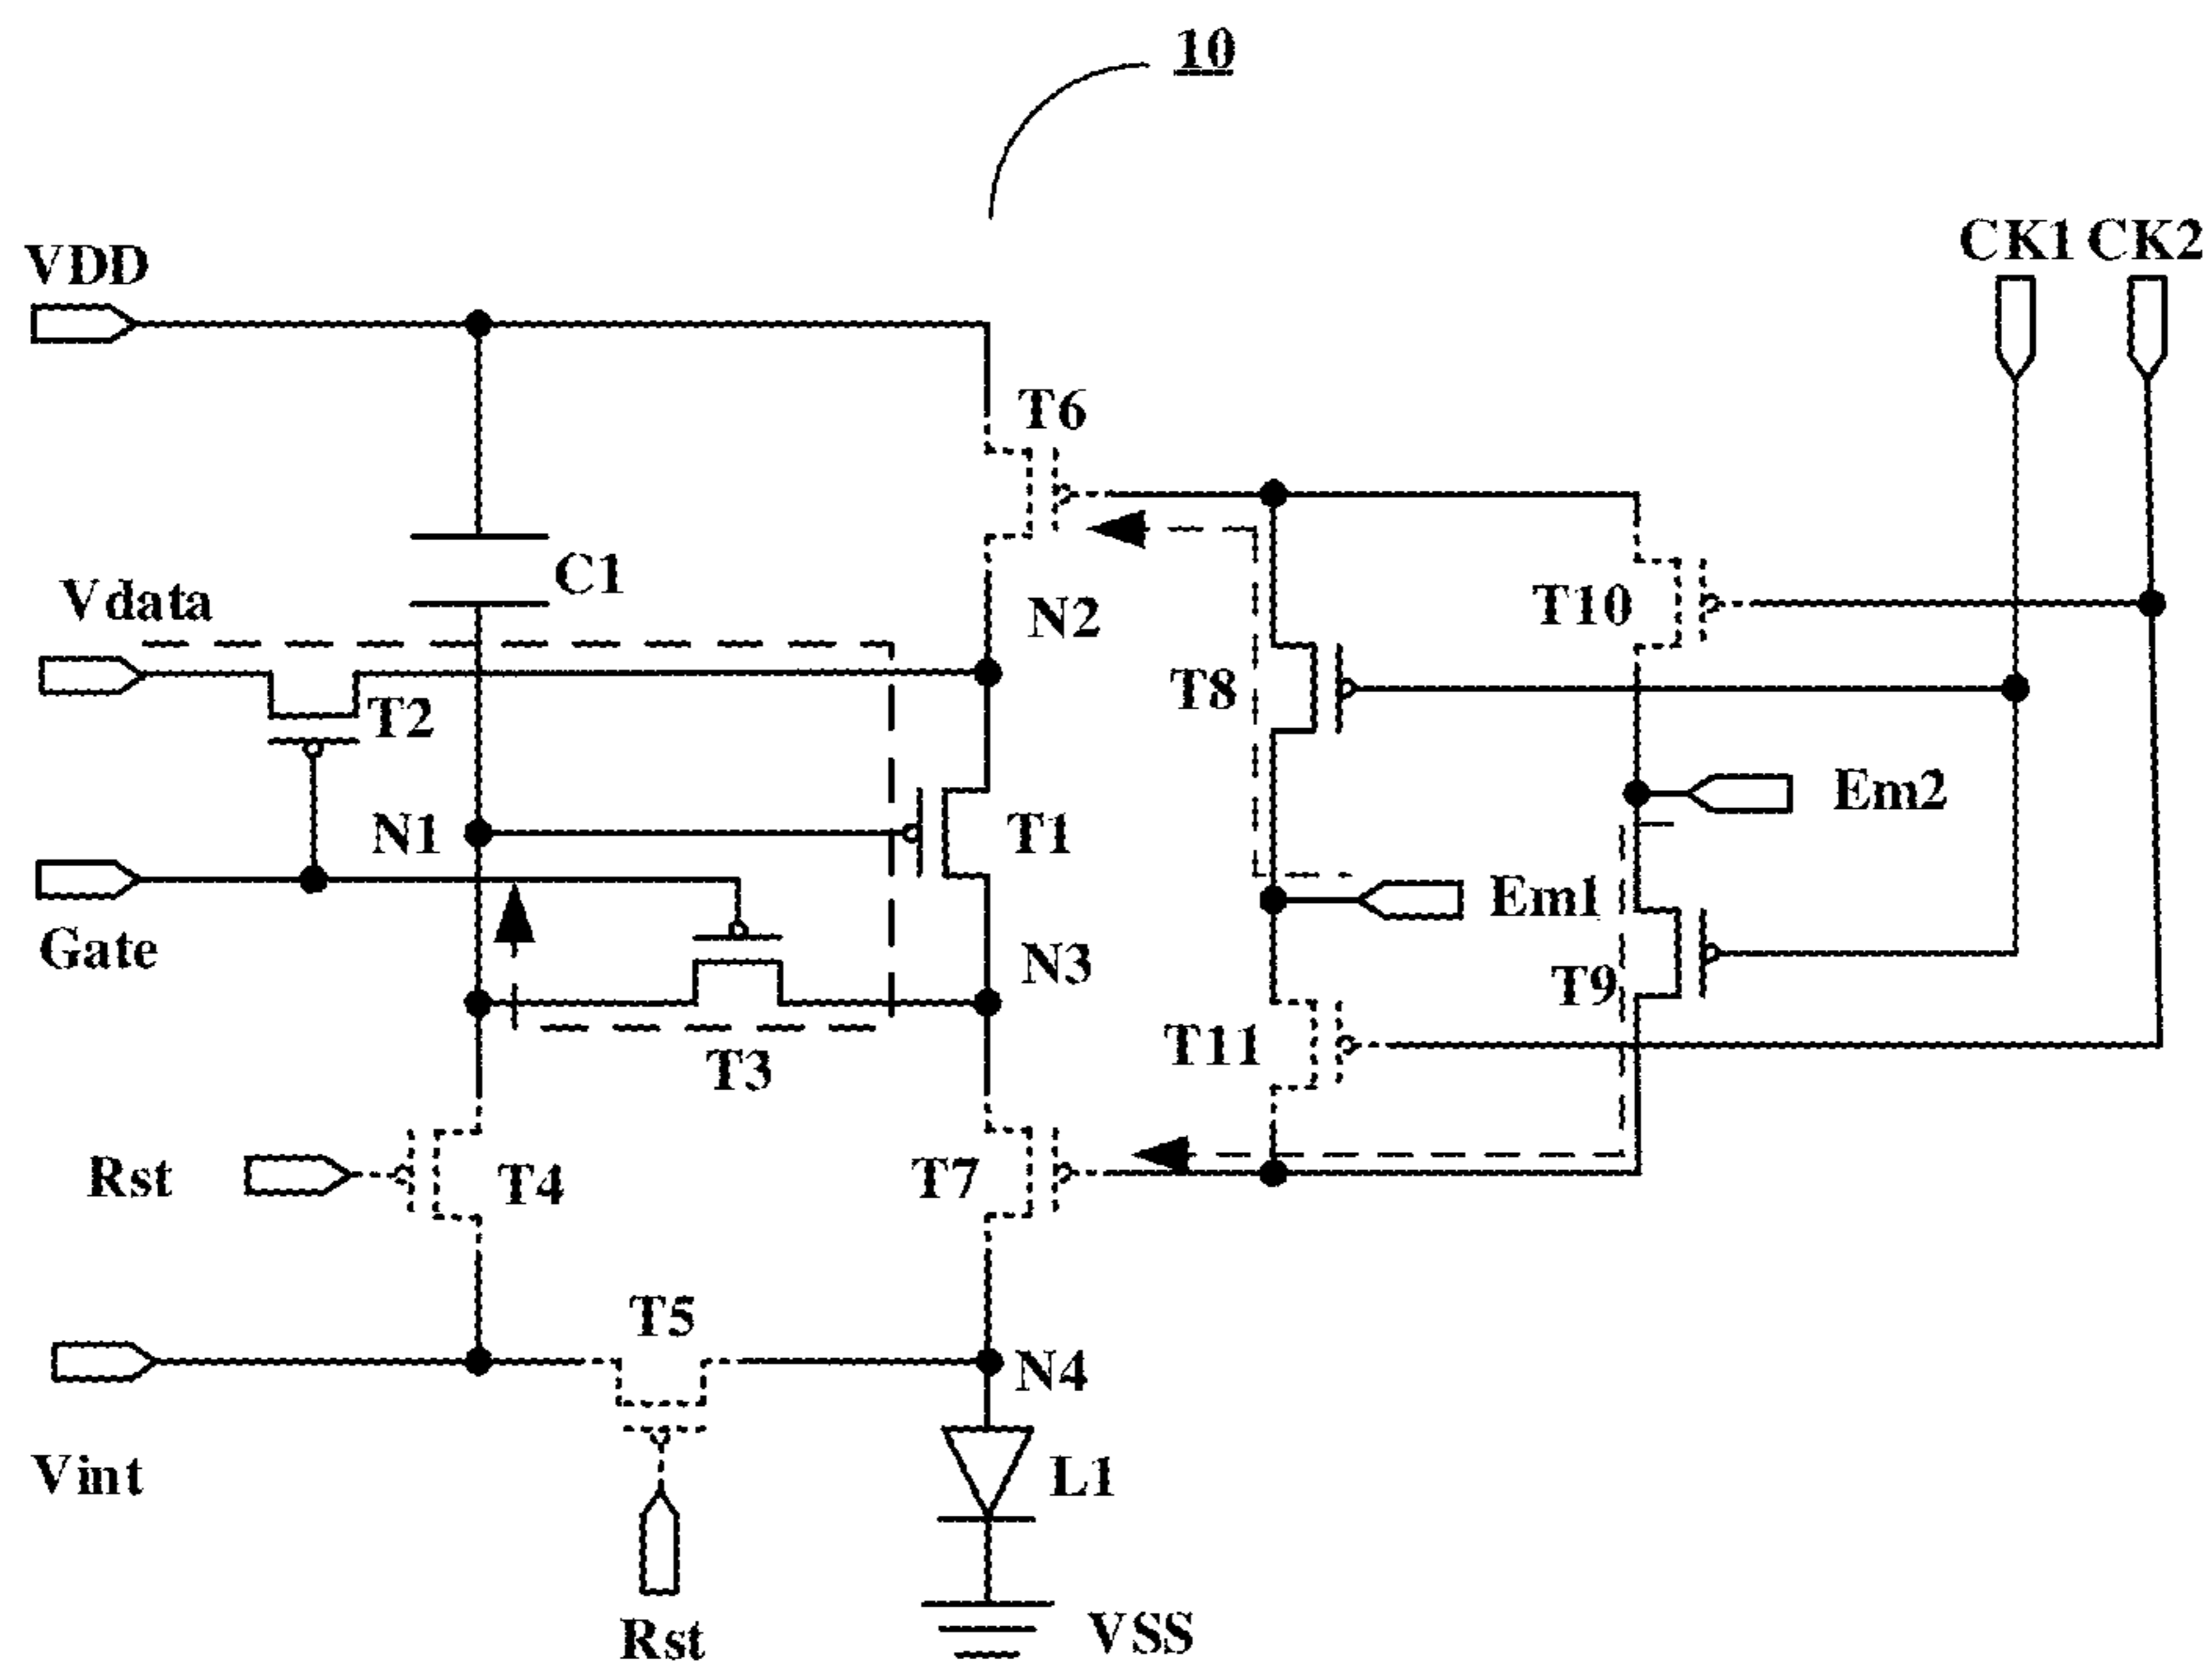 10
CK1 CK2
VDD
T6
C1
Vdata
N2
T10
T8
T2
Em2
N1
T1
Em1
Gate
N3
T9
T11
T3
Rst
T4
T7
T5
N4
Vint
L1
Rst
VSS